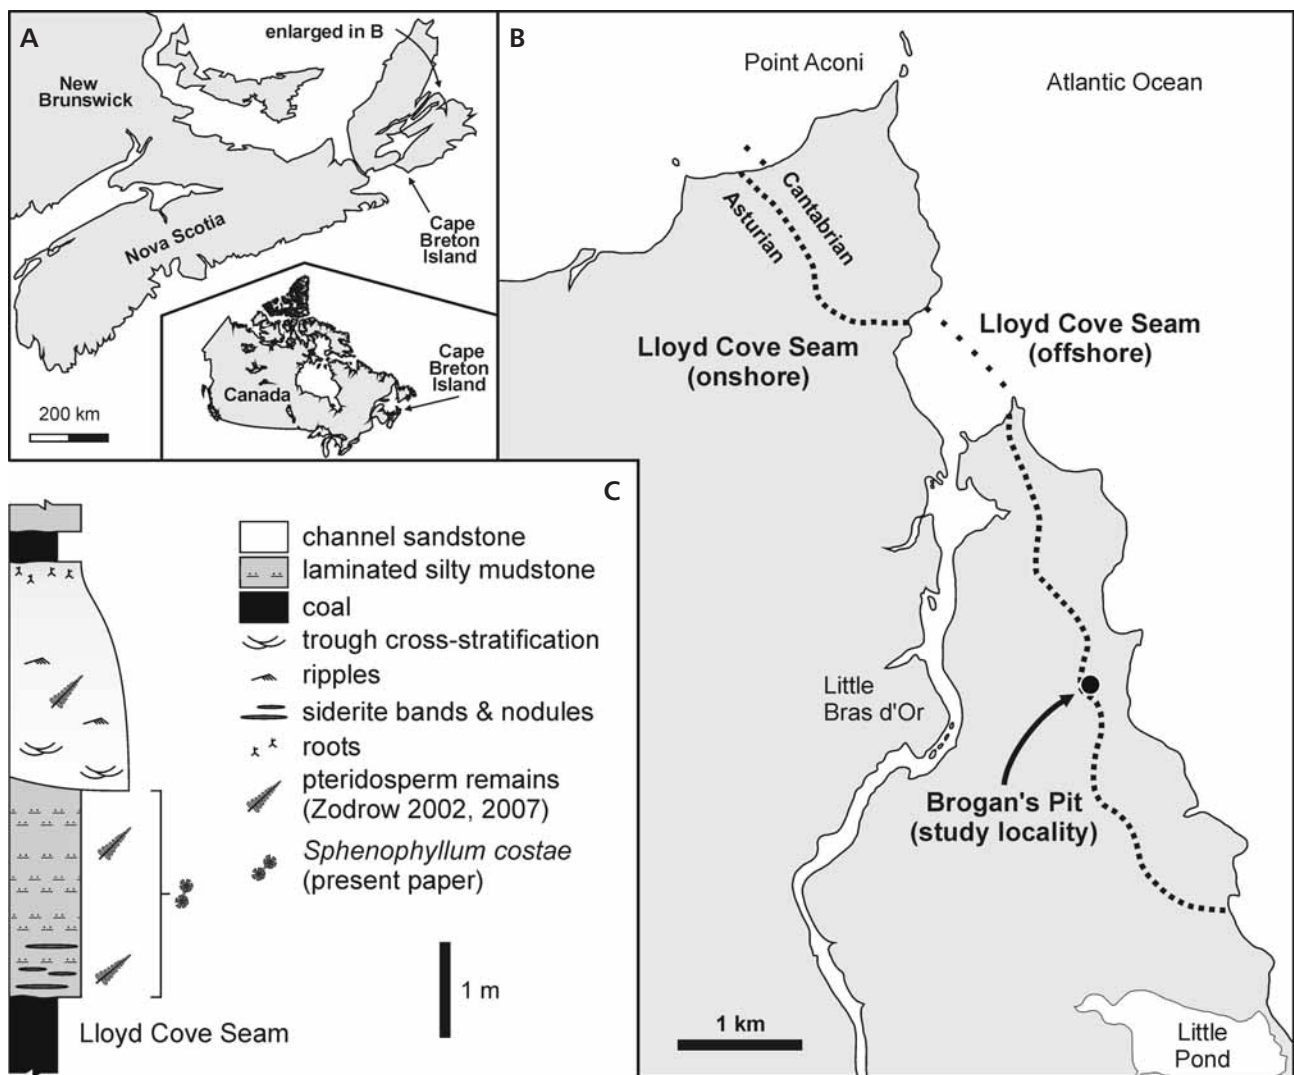 A
enlarged in B
New
Brunswick
Nova Scotia
Cape
Breton
Island
200 km
Canada
Cape
Breton
Island
B
Point Aconi
Atlantic Ocean
Cantabrian
Asturian
Lloyd Cove Seam
(onshore)
Lloyd Cove Seam
(offshore)
Little
Bras d'Or
Brogan's Pit
(study locality)
1 km
Little
Pond
C
channel sandstone
laminated silty mudstone
coal
trough cross-stratification
ripples
siderite bands & nodules
roots
pteridosperm remains
(Zodrow 2002, 2007)
Sphenophyllum costae
(present paper)
1 m
Lloyd Cove Seam